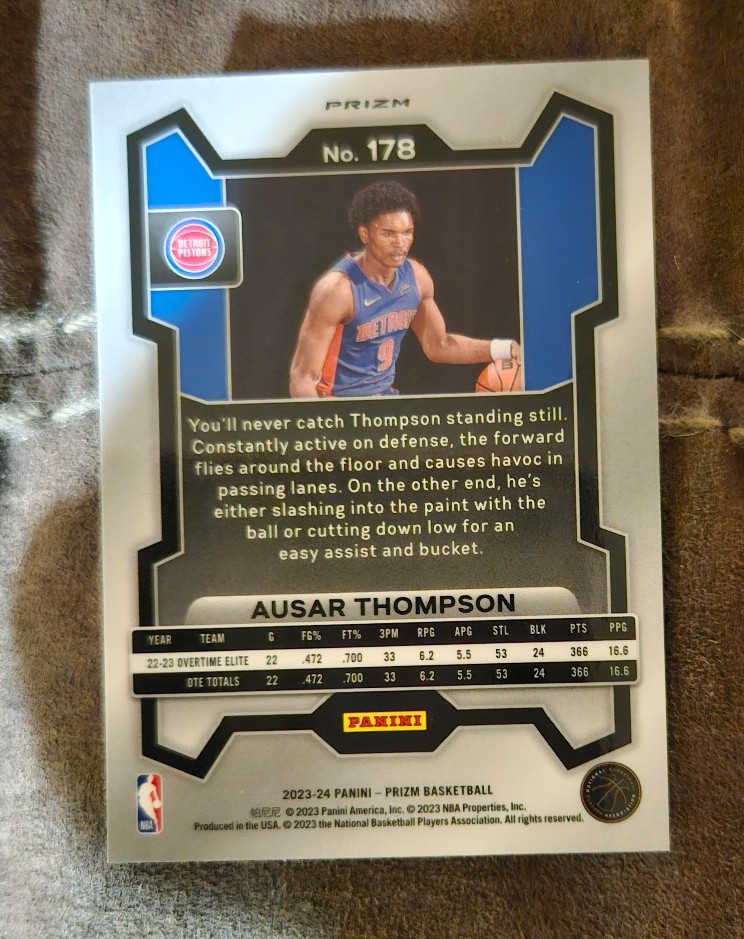 PRIZM
No. 178
DETROIT
PISTONS
DETROIT
9
You'll never catch Thompson standing still.
Constantly active on defense, the forward
flies around the floor and causes havoc in
passing lanes. On the other end, he's
either slashing into the paint with the
ball or cutting down low for an
easy assist and bucket.
AUSAR THOMPSON
YEAR TEAM G FG% FT% 3PM RPG APG STL BLK PTS PPG
22-23 OVERTIME ELITE 22 .472 .700 33 6.2 5.5 53 24 366 16.6
OTE TOTALS 22 .472 .700 33 6.2 5.5 53 24 366 16.6
PANINI
2023-24 PANINI – PRIZM BASKETBALL
帕尼尼 © 2023 Panini America, Inc. © 2023 NBA Properties, Inc.
Produced in the USA. © 2023 the National Basketball Players Association. All rights reserved.
NBA